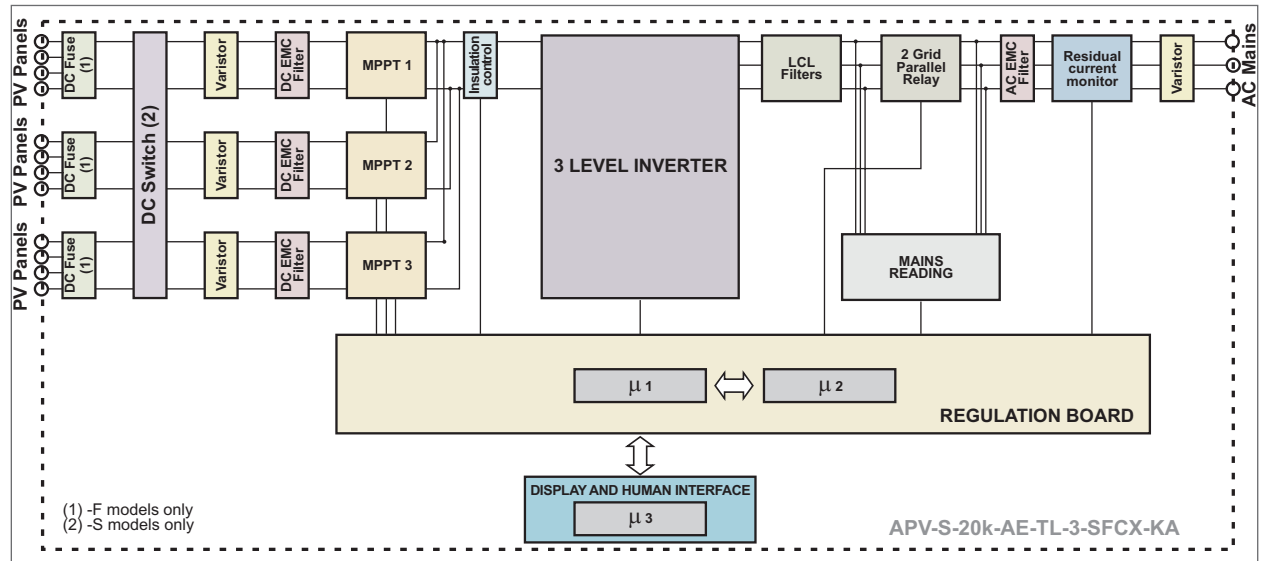 PV Panels
DC Fuse
(1)
DC Switch (2)
Varistor
DC EMC
Filter
MPPT 1
Insulation
control
3 LEVEL INVERTER
LCL
Filters
2 Grid
Parallel
Relay
AC EMC
Filter
Residual
current
monitor
Varistor
AC Mains
PV Panels
DC Fuse
(1)
Varistor
DC EMC
Filter
MPPT 2
PV Panels
DC Fuse
(1)
Varistor
DC EMC
Filter
MPPT 3
MAINS
READING
μ 1
μ 2
REGULATION BOARD
DISPLAY AND HUMAN INTERFACE
μ 3
(1) -F models only
(2) -S models only
APV-S-20k-AE-TL-3-SFCX-KA